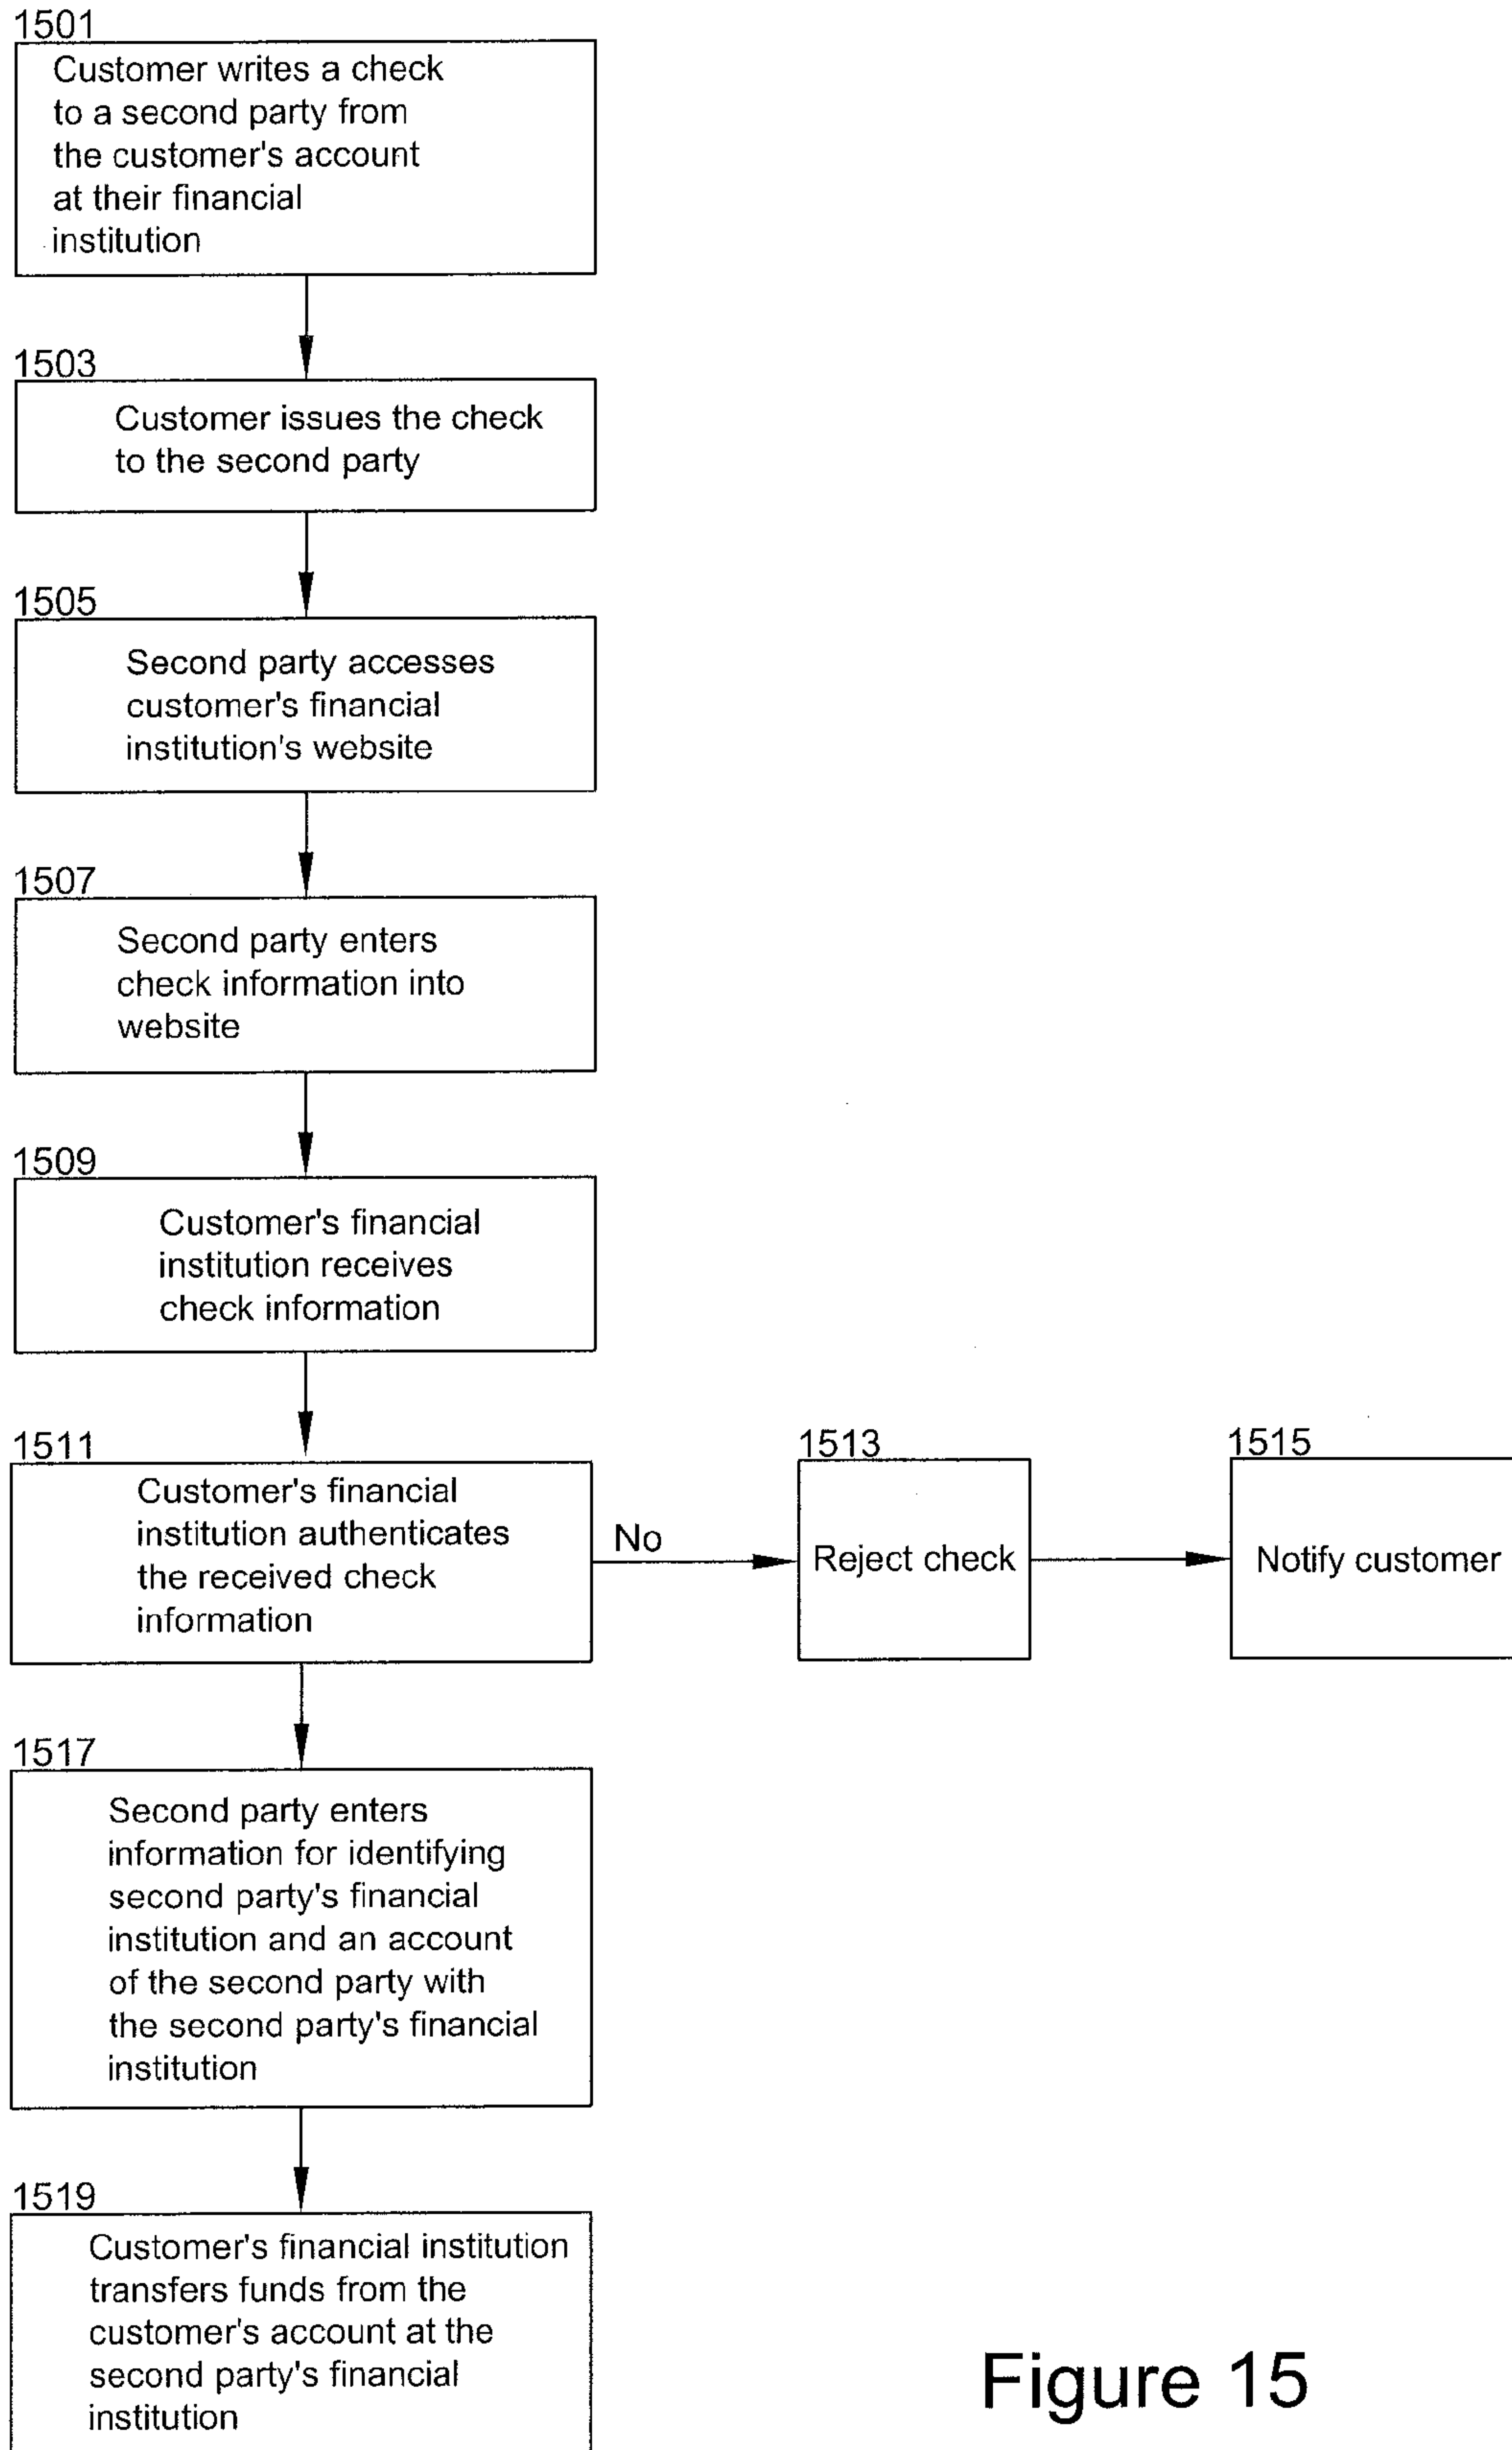 1501
Customer writes a check
to a second party from
the customer's account
at their financial
institution
1503
Customer issues the check
to the second party
1505
Second party accesses
customer's financial
institution's website
1507
Second party enters
check information into
website
1509
Customer's financial
institution receives
check information
1511
Customer's financial
institution authenticates
the received check
information
No
1513
Reject check
1515
Notify customer
1517
Second party enters
information for identifying
second party's financial
institution and an account
of the second party with
the second party's financial
institution
1519
Customer's financial institution
transfers funds from the
customer's account at the
second party's financial
institution
Figure 15